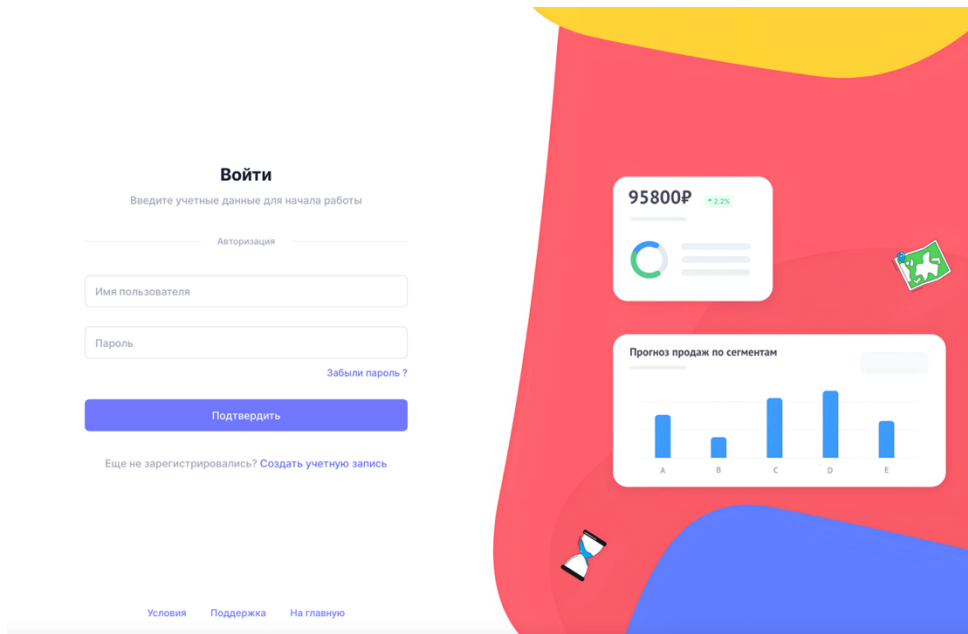 Войти
Введите учетные данные для начала работы
Авторизация
Имя пользователя
Пароль
Забыли пароль ?
Подтвердить
Еще не зарегистрировались? Создать учетную запись
Условия Поддержка На главную
95800₽ 2,2%
Прогноз продаж по сегментам
A B C D E